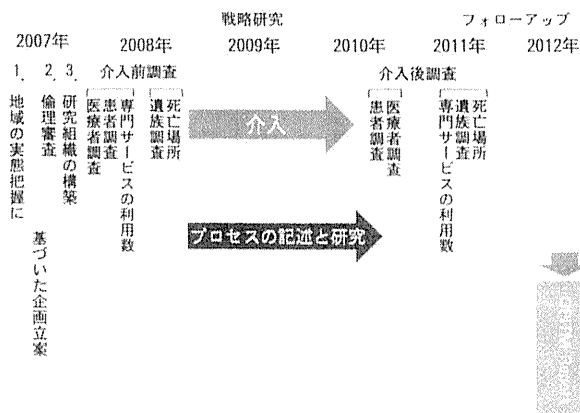 戦略研究
フォローアップ
2007年
2008年
2009年
2010年
2011年
2012年
1.
地域の実態把握に
基づいた企画立案
2.
倫理審査
3.
研究組織の構築
介入前調査
医療者調査
患者調査
専門サービスの利用数
遺族調査
死亡場所
介入
プロセスの記述と研究
介入後調査
患者調査
医療者調査
専門サービスの利用数
遺族調査
死亡場所